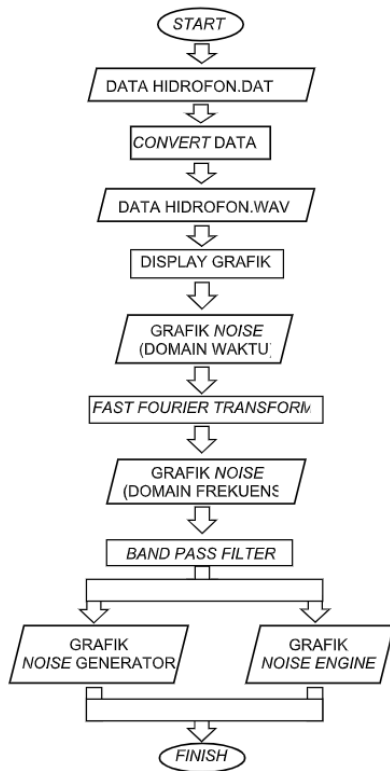 START
DATA HIDROFON.DAT
CONVERT DATA
DATA HIDROFON.WAV
DISPLAY GRAFIK
GRAFIK NOISE
(DOMAIN WAKTU)
FAST FOURIER TRANSFORM
GRAFIK NOISE
(DOMAIN FREKUENS
BAND PASS FILTER
GRAFIK
NOISE GENERATOR
GRAFIK
NOISE ENGINE
FINISH